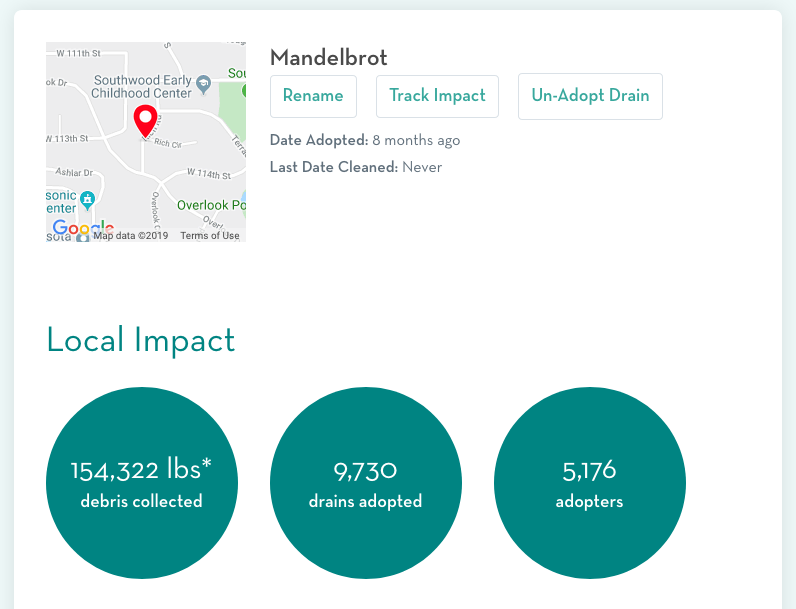 W 111th St
Southwood Early
Childhood Center
Sou
ok Dr
W 113th St
Rich Cir
Terra
Ashlar Dr
W 114th St
sonic
enter
Overlook Po
Overl
Google
sota
Map data ©2019
Terms of Use
Mandelbrot
Rename
Track Impact
Un-Adopt Drain
Date Adopted: 8 months ago
Last Date Cleaned: Never
Local Impact
154,322 lbs*
debris collected
9,730
drains adopted
5,176
adopters